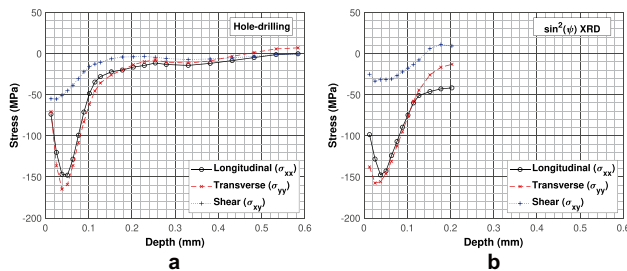 Hole-drilling
50
0
-50
-100
-150
-200
Stress (MPa)
Longitudinal (σxx)
Transverse (σyy)
Shear (σxy)
0 0.1 0.2 0.3 0.4 0.5 0.6
Depth (mm)
a
sin²(ψ) XRD
50
0
-50
-100
-150
-200
Stress (MPa)
Longitudinal (σxx)
Transverse (σyy)
Shear (σxy)
0 0.1 0.2 0.3 0.4 0.5 0.6
Depth (mm)
b